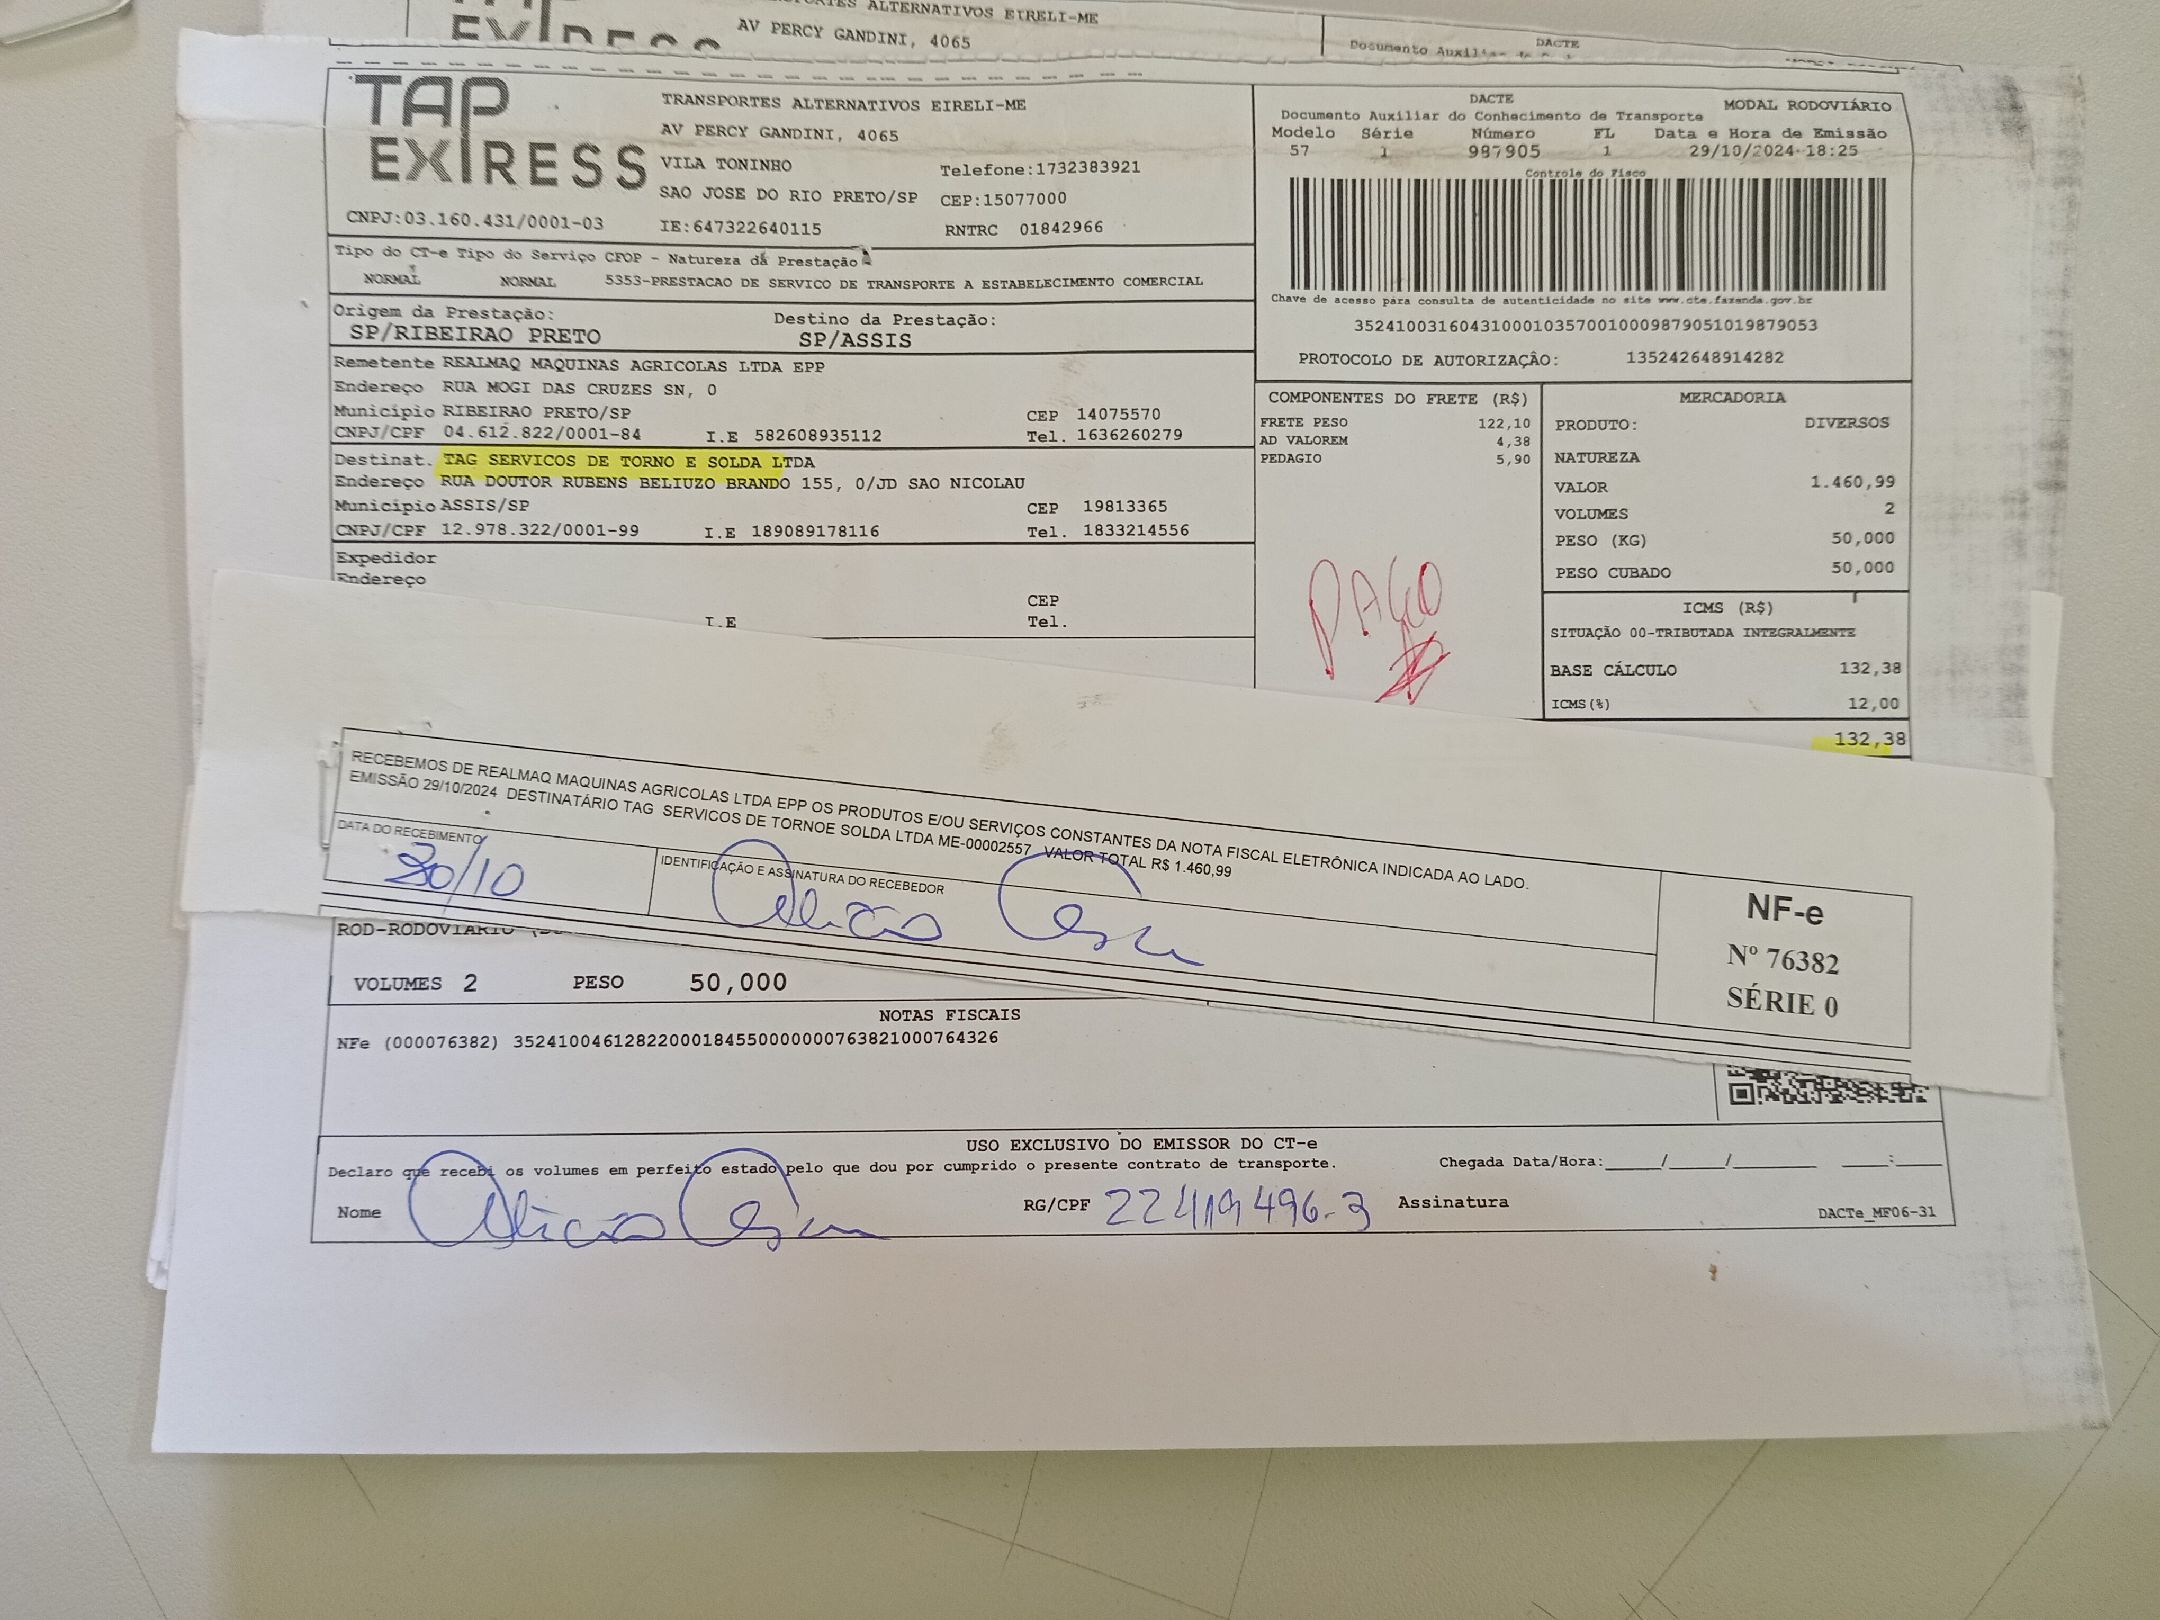 TRANSPORTES ALTERNATIVOS EIRELI-ME
AV PERCY GANDINI, 4065
DACTE
Documento Auxiliar
TAP EXPRESS
TRANSPORTES ALTERNATIVOS EIRELI-ME
AV PERCY GANDINI, 4065
VILA TONINHO Telefone:1732383921
SAO JOSE DO RIO PRETO/SP CEP:15077000
CNPJ:03.160.431/0001-03 IE:647322640115 RNTRC 01842966
DACTE MODAL RODOVIÁRIO
Documento Auxiliar do Conhecimento de Transporte
Modelo Série Número FL Data e Hora de Emissão
57 1 987905 1 29/10/2024 18:25
Controle do Fisco
Chave de acesso para consulta de autenticidade no site www.cte.fazenda.gov.br
35241003160431000103570010009879051019879053
PROTOCOLO DE AUTORIZAÇÂO: 135242648914282
Tipo do CT-e Tipo do Serviço CFOP - Natureza da Prestação
NORMAL NORMAL 5353-PRESTACAO DE SERVICO DE TRANSPORTE A ESTABELECIMENTO COMERCIAL
Origem da Prestação: Destino da Prestação:
SP/RIBEIRAO PRETO SP/ASSIS
Remetente REALMAQ MAQUINAS AGRICOLAS LTDA EPP
Endereço RUA MOGI DAS CRUZES SN, 0
Município RIBEIRAO PRETO/SP CEP 14075570
CNPJ/CPF 04.612.822/0001-84 I.E 582608935112 Tel. 1636260279
Destinat. TAG SERVICOS DE TORNO E SOLDA LTDA
Endereço RUA DOUTOR RUBENS BELIUZO BRANDO 155, 0/JD SAO NICOLAU
Município ASSIS/SP CEP 19813365
CNPJ/CPF 12.978.322/0001-99 I.E 189089178116 Tel. 1833214556
Expedidor
Endereço
CEP
I.E Tel.
COMPONENTES DO FRETE (R$)
FRETE PESO 122,10
AD VALOREM 4,38
PEDAGIO 5,90
PAGO
MERCADORIA
PRODUTO: DIVERSOS
NATUREZA
VALOR 1.460,99
VOLUMES 2
PESO (KG) 50,000
PESO CUBADO 50,000
ICMS (R$)
SITUAÇÃO 00-TRIBUTADA INTEGRALMENTE
BASE CÁLCULO 132,38
ICMS(%) 12,00
132,38
RECEBEMOS DE REALMAQ MAQUINAS AGRICOLAS LTDA EPP OS PRODUTOS E/OU SERVIÇOS CONSTANTES DA NOTA FISCAL ELETRÔNICA INDICADA AO LADO.
EMISSÃO 29/10/2024 DESTINATÁRIO TAG SERVICOS DE TORNOE SOLDA LTDA ME-00002557 VALOR TOTAL R$ 1.460,99
DATA DO RECEBIMENTO IDENTIFICAÇÃO E ASSINATURA DO RECEBEDOR
30/10
NF-e
Nº 76382
SÉRIE 0
ROD-RODOVIARIO
VOLUMES 2 PESO 50,000
NOTAS FISCAIS
NFe (000076382) 35241004612822000184550000000763821000764326
USO EXCLUSIVO DO EMISSOR DO CT-e
Declaro que recebi os volumes em perfeito estado pelo que dou por cumprido o presente contrato de transporte. Chegada Data/Hora:____/____/______ ___:___
Nome RG/CPF 22419496-3 Assinatura
DACTe_MF06-31